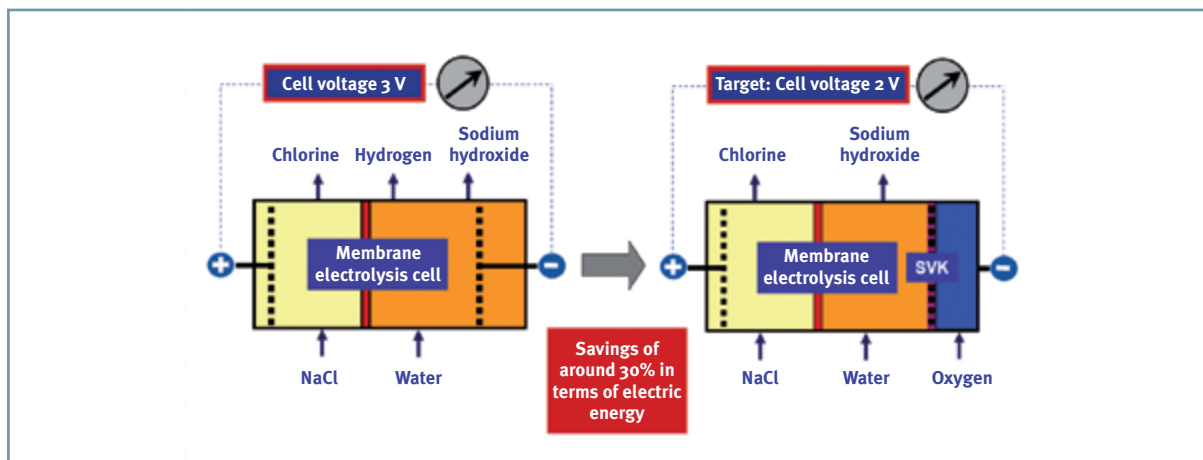 Cell voltage 3 V
Target: Cell voltage 2 V
Chlorine
Hydrogen
Sodium
hydroxide
Chlorine
Sodium
hydroxide
+
Membrane
electrolysis cell
−
+
Membrane
electrolysis cell
SVK
−
NaCl
Water
Savings of
around 30% in
terms of electric
energy
NaCl
Water
Oxygen